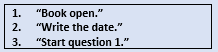 1. “Book open.”
2. “Write the date.”
3. “Start question 1.”